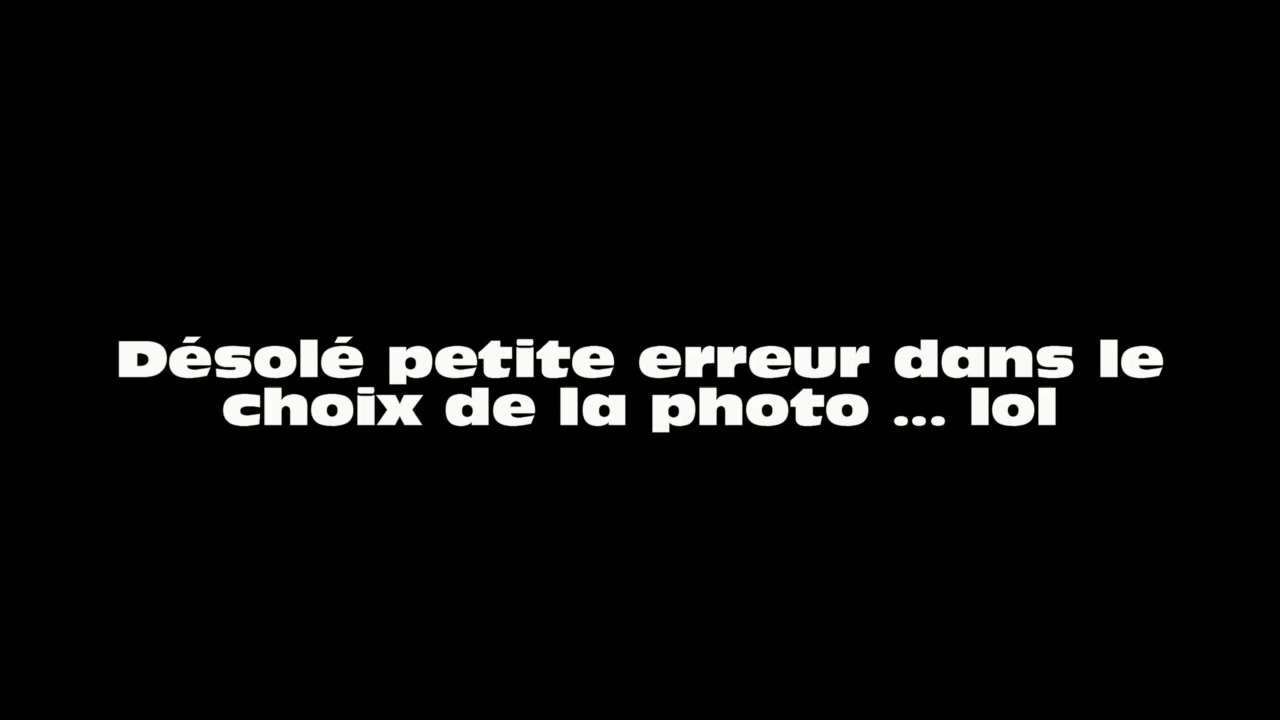 Désolé petite erreur dans le
choix de la photo ... lol